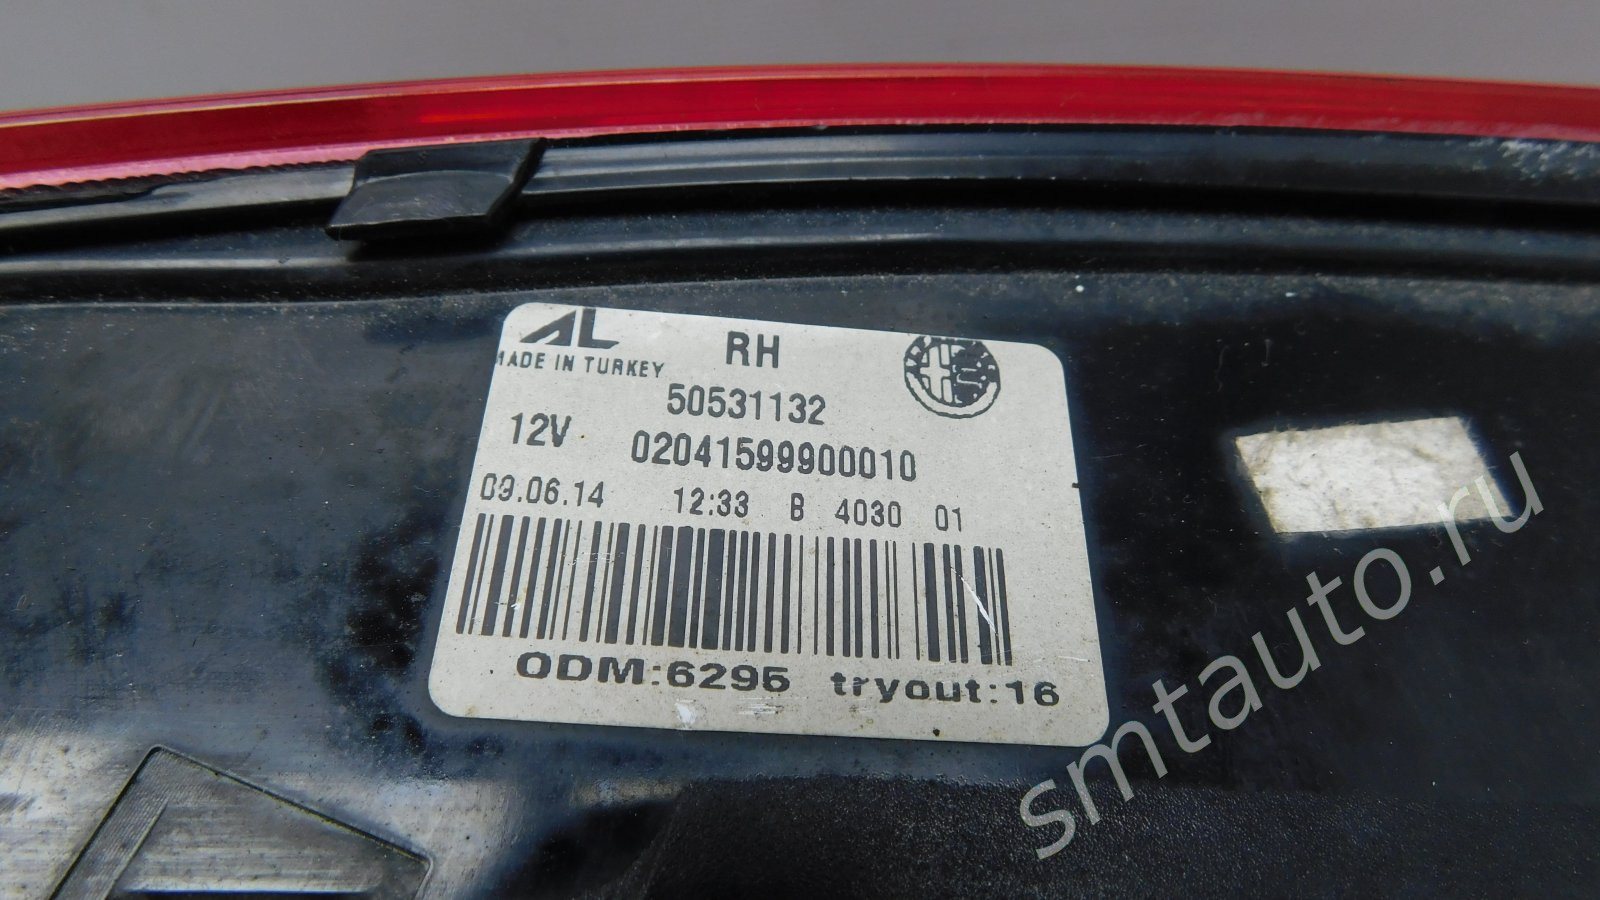 AL
RH
MADE IN TURKEY
50531132
12V
02041599900010
09.06.14 12:33 B 4030 01
ODM:6295 tryout:16
smtauto.ru